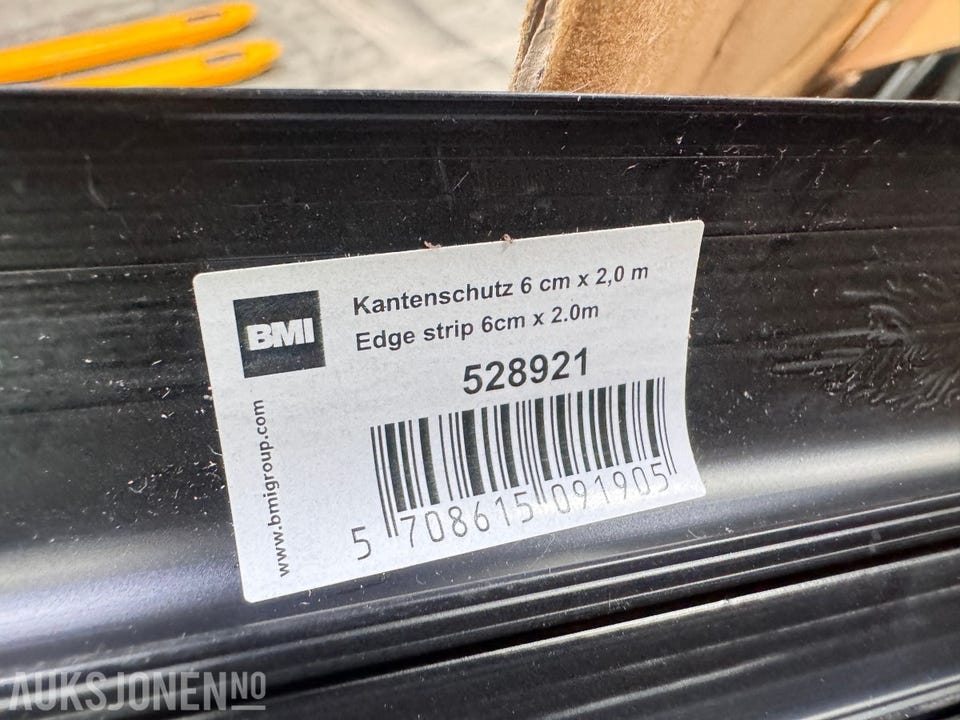 BMI
Kantenschutz 6 cm x 2,0 m
Edge strip 6cm x 2.0m
528921
www.bmigroup.com
5 708615 091905
AUKSJONEN.NO